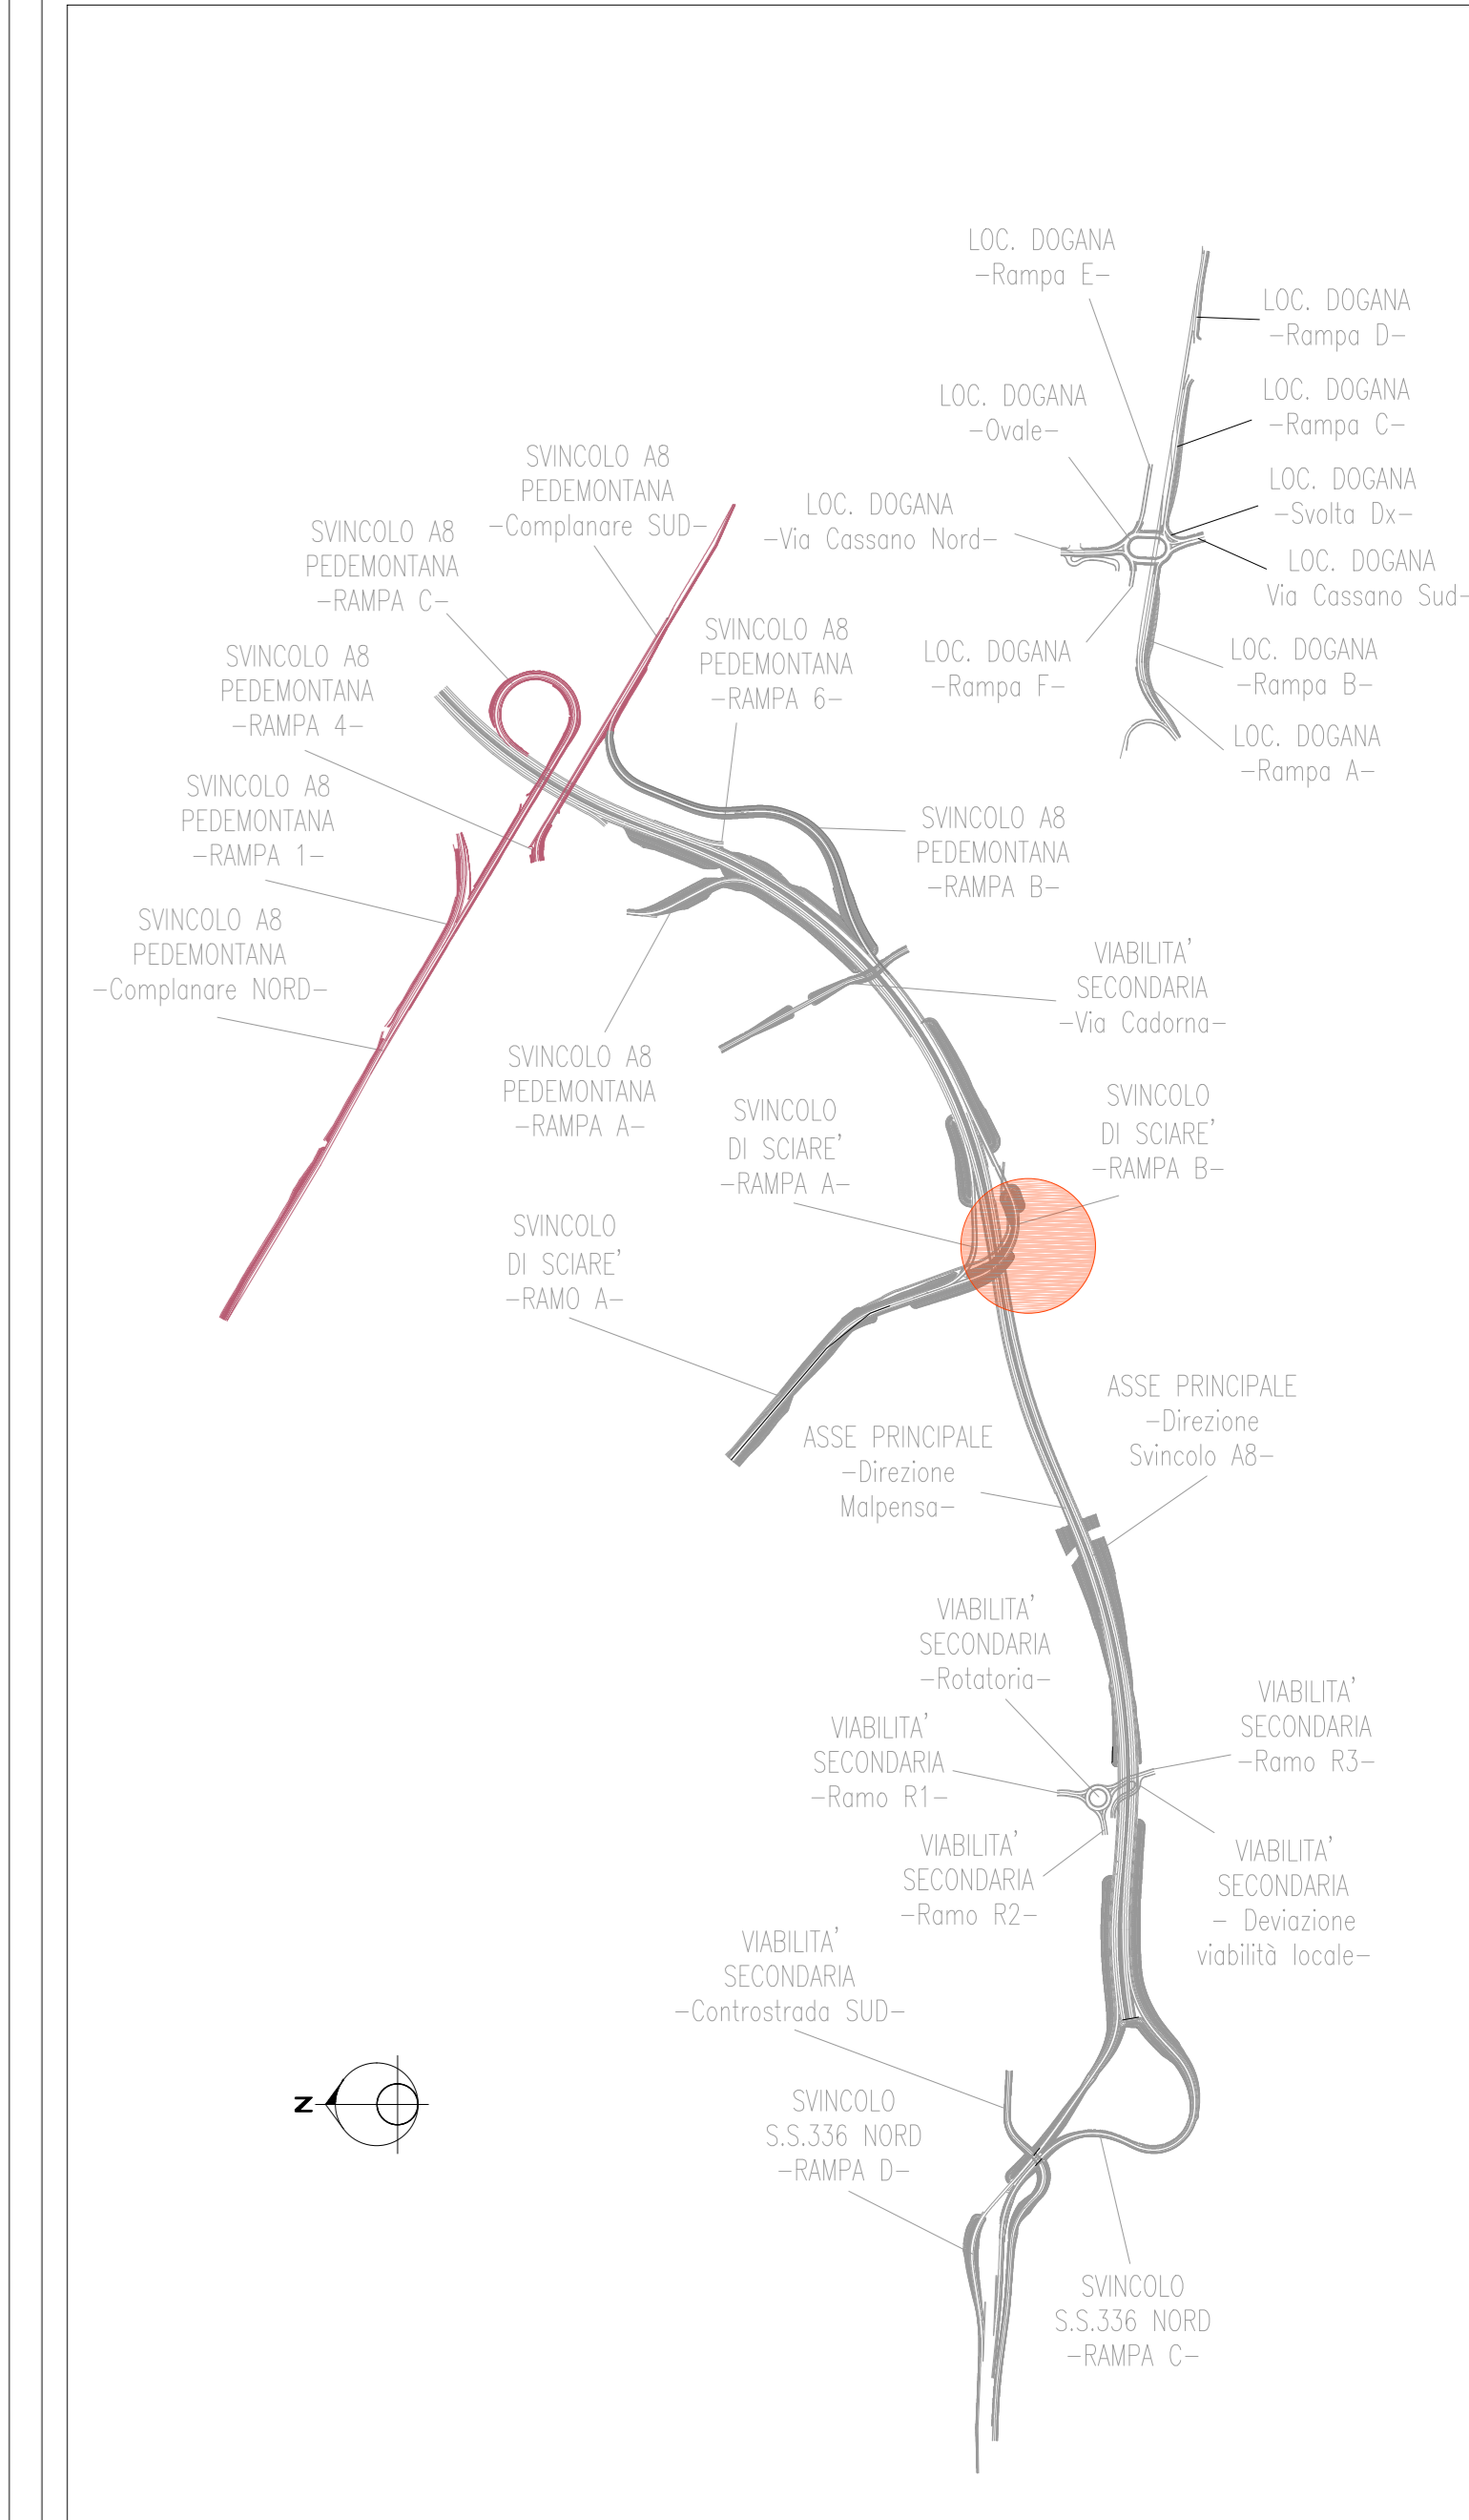 LOC. DOGANA
-Rampa E-
LOC. DOGANA
-Rampa D-
LOC. DOGANA
-Rampa C-
LOC. DOGANA
-Ovale-
SVINCOLO A8
PEDEMONTANA
-Complanare SUD-
LOC. DOGANA
-Svolta Dx-
LOC. DOGANA
-Via Cassano Nord-
SVINCOLO A8
PEDEMONTANA
-RAMPA C-
LOC. DOGANA
Via Cassano Sud-
SVINCOLO A8
PEDEMONTANA
-RAMPA 6-
LOC. DOGANA
-Rampa F-
LOC. DOGANA
-Rampa B-
SVINCOLO A8
PEDEMONTANA
-RAMPA 4-
LOC. DOGANA
-Rampa A-
SVINCOLO A8
PEDEMONTANA
-RAMPA 1-
SVINCOLO A8
PEDEMONTANA
-RAMPA B-
SVINCOLO A8
PEDEMONTANA
-Complanare NORD-
VIABILITA'
SECONDARIA
-Via Cadorna-
SVINCOLO A8
PEDEMONTANA
-RAMPA A-
SVINCOLO
DI SCIARE'
-RAMPA A-
SVINCOLO
DI SCIARE'
-RAMPA B-
SVINCOLO
DI SCIARE'
-RAMO A-
ASSE PRINCIPALE
-Direzione
Svincolo A8-
ASSE PRINCIPALE
-Direzione
Malpensa-
VIABILITA'
SECONDARIA
-Rotatoria-
VIABILITA'
SECONDARIA
-Ramo R3-
VIABILITA'
SECONDARIA
-Ramo R1-
VIABILITA'
SECONDARIA
-Ramo R2-
VIABILITA'
SECONDARIA
- Deviazione
viabilità locale-
VIABILITA'
SECONDARIA
-Controstrada SUD-
N
SVINCOLO
S.S.336 NORD
-RAMPA D-
SVINCOLO
S.S.336 NORD
-RAMPA C-